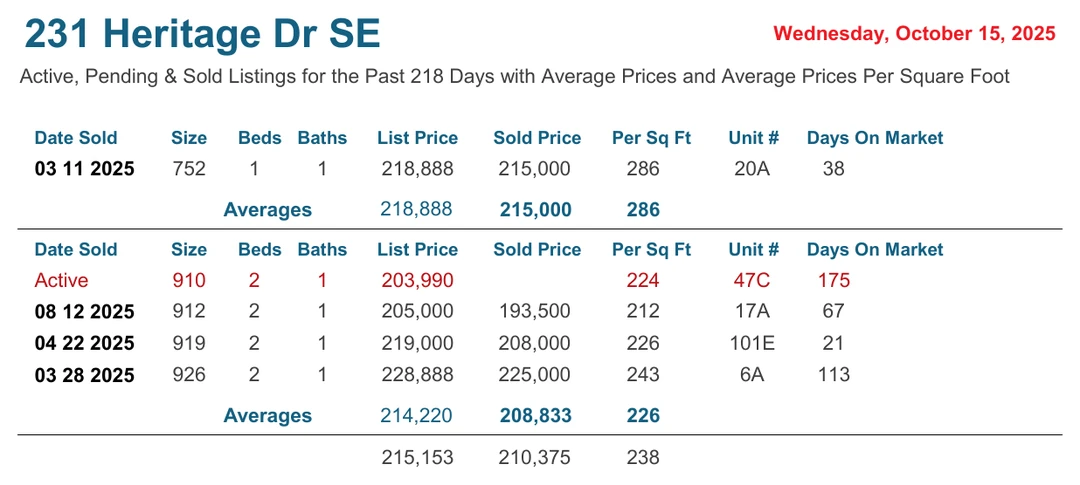 231 Heritage Dr SE
Wednesday, October 15, 2025
Active, Pending & Sold Listings for the Past 218 Days with Average Prices and Average Prices Per Square Foot
Date Sold Size Beds Baths List Price Sold Price Per Sq Ft Unit # Days On Market
03 11 2025 752 1 1 218,888 215,000 286 20A 38
Averages 218,888 215,000 286
Date Sold Size Beds Baths List Price Sold Price Per Sq Ft Unit # Days On Market
Active 910 2 1 203,990 224 47C 175
08 12 2025 912 2 1 205,000 193,500 212 17A 67
04 22 2025 919 2 1 219,000 208,000 226 101E 21
03 28 2025 926 2 1 228,888 225,000 243 6A 113
Averages 214,220 208,833 226
215,153 210,375 238